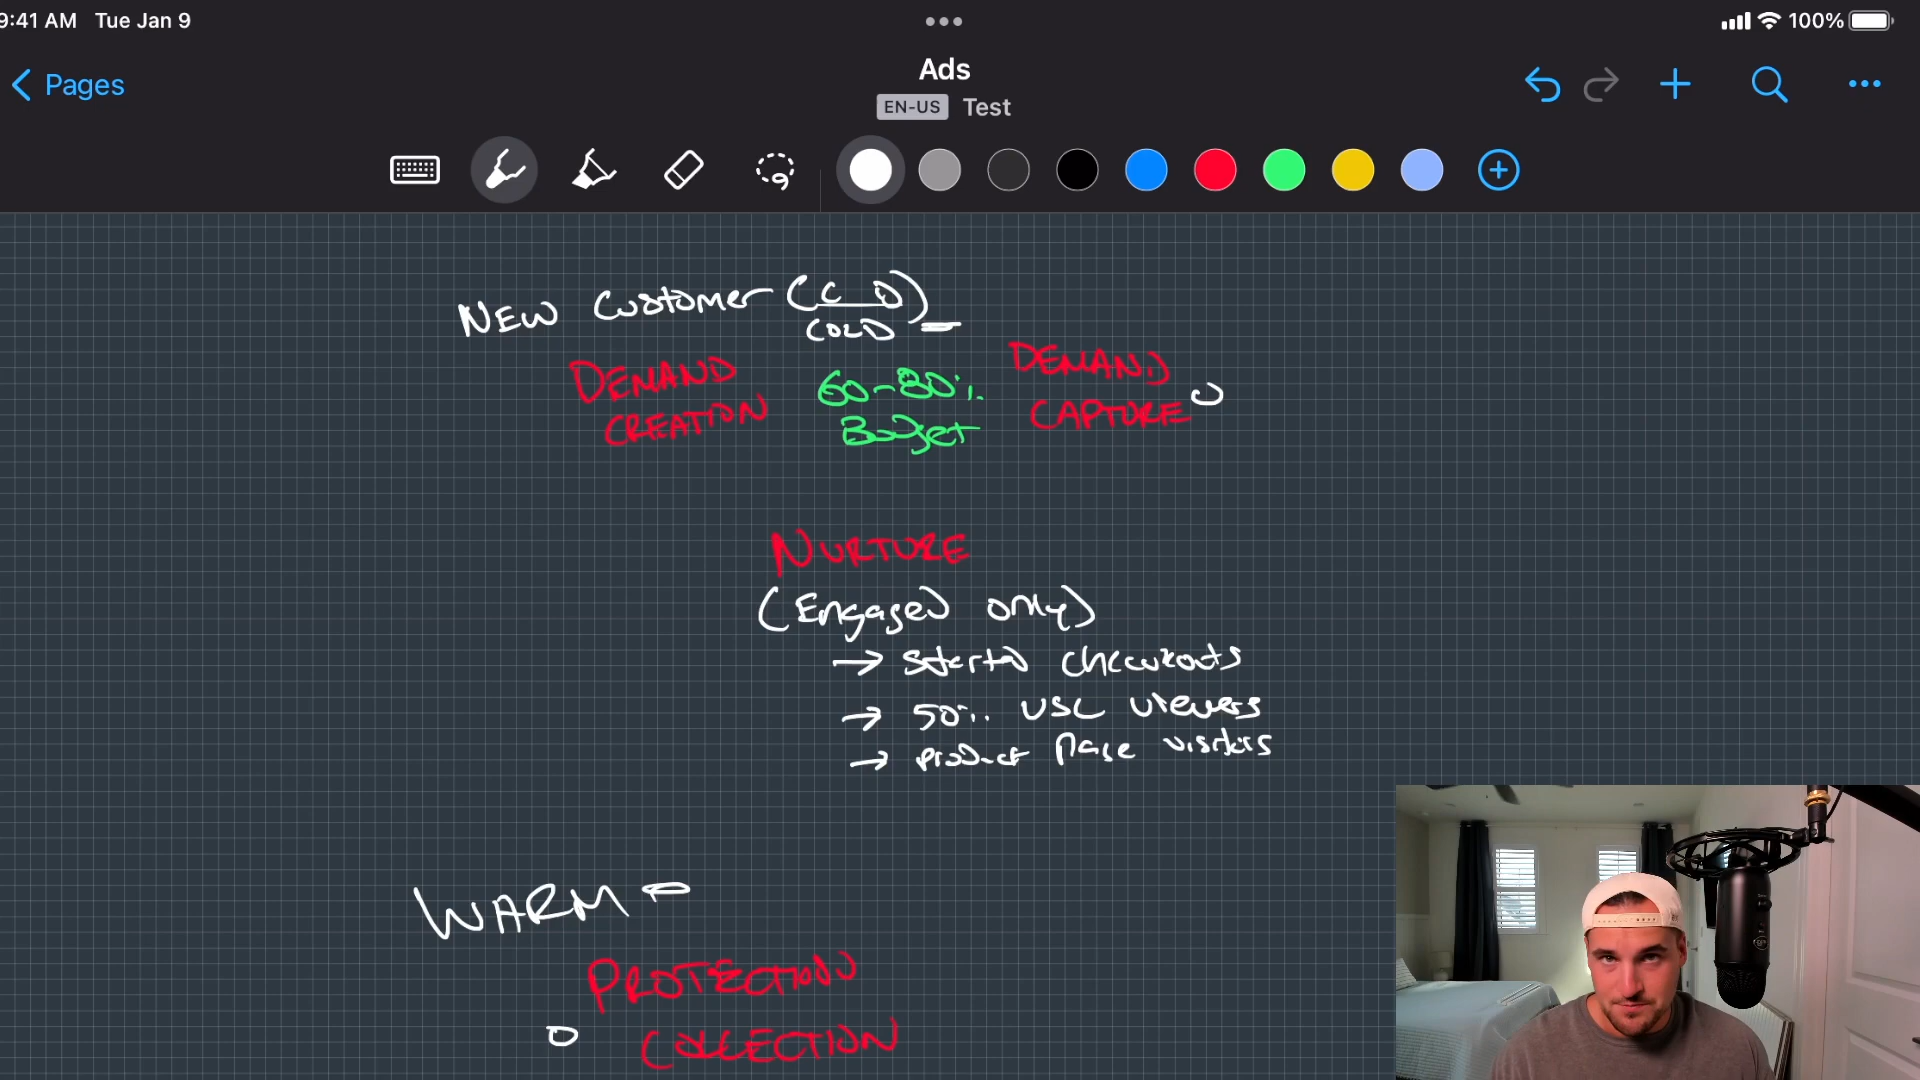 9:41 AM Tue Jan 9
100%
Pages
Ads
EN-US Test
NEW Customer (C D)
COLD
DEMAND
CREATION
60-80%
Budget
DEMAND
CAPTURE
NURTURE
(Engaged only)
→ Started Checkouts
→ 50% VSL Viewers
→ Product Page visitors
WARM
PROTECTION
COLLECTION